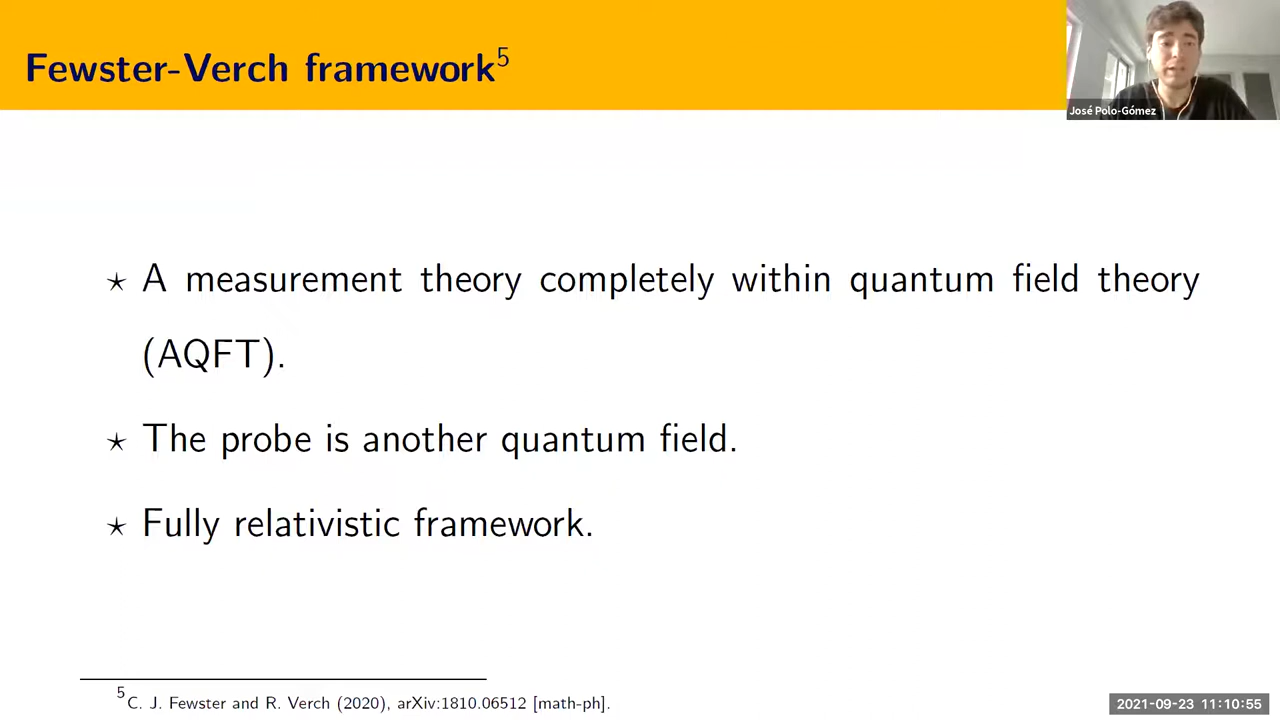 Fewster-Verch framework⁵
José Polo-Gómez
⋆ A measurement theory completely within quantum field theory
(AQFT).
⋆ The probe is another quantum field.
⋆ Fully relativistic framework.
⁵C. J. Fewster and R. Verch (2020), arXiv:1810.06512 [math-ph].
2021-09-23 11:10:55